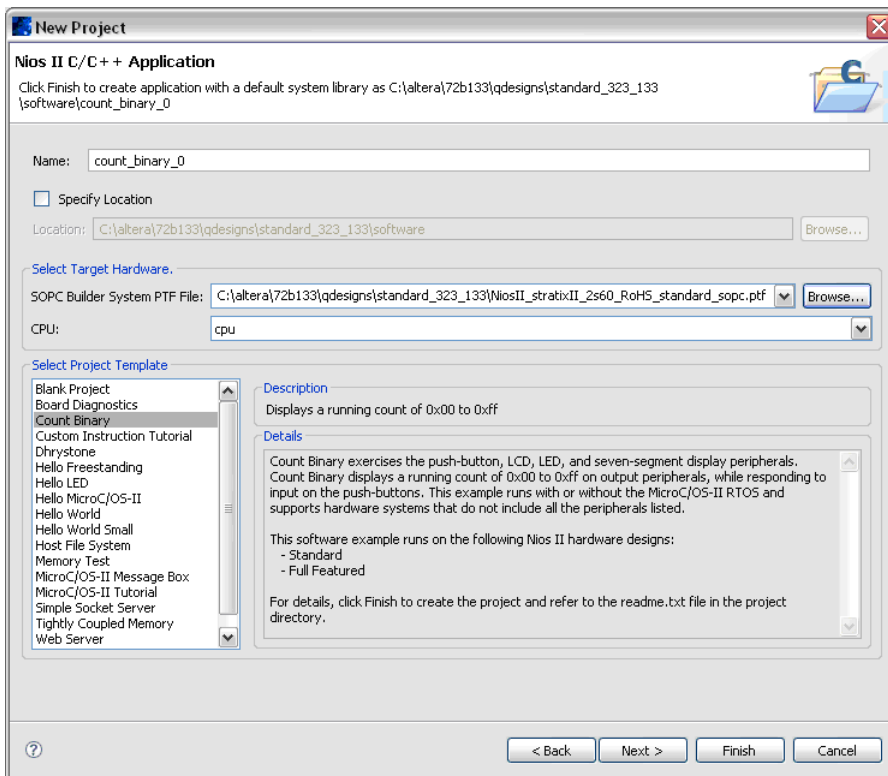 New Project
Nios II C/C++ Application
Click Finish to create application with a default system library as C:\altera\72b133\qdesigns\standard_323_133
\software\count_binary_0
Name: count_binary_0
Specify Location
Location: C:\altera\72b133\qdesigns\standard_323_133\software Browse...
Select Target Hardware.
SOPC Builder System PTF File: C:\altera\72b133\qdesigns\standard_323_133\NiosII_stratixII_2s60_RoHS_standard_sopc.ptf Browse...
CPU: cpu
Select Project Template
Blank Project
Board Diagnostics
Count Binary
Custom Instruction Tutorial
Dhrystone
Hello Freestanding
Hello LED
Hello MicroC/OS-II
Hello World
Hello World Small
Host File System
Memory Test
MicroC/OS-II Message Box
MicroC/OS-II Tutorial
Simple Socket Server
Tightly Coupled Memory
Web Server
Description
Displays a running count of 0x00 to 0xff
Details
Count Binary exercises the push-button, LCD, LED, and seven-segment display peripherals.
Count Binary displays a running count of 0x00 to 0xff on output peripherals, while responding to
input on the push-buttons. This example runs with or without the MicroC/OS-II RTOS and
supports hardware systems that do not include all the peripherals listed.
This software example runs on the following Nios II hardware designs:
- Standard
- Full Featured
For details, click Finish to create the project and refer to the readme.txt file in the project
directory.
? < Back Next > Finish Cancel